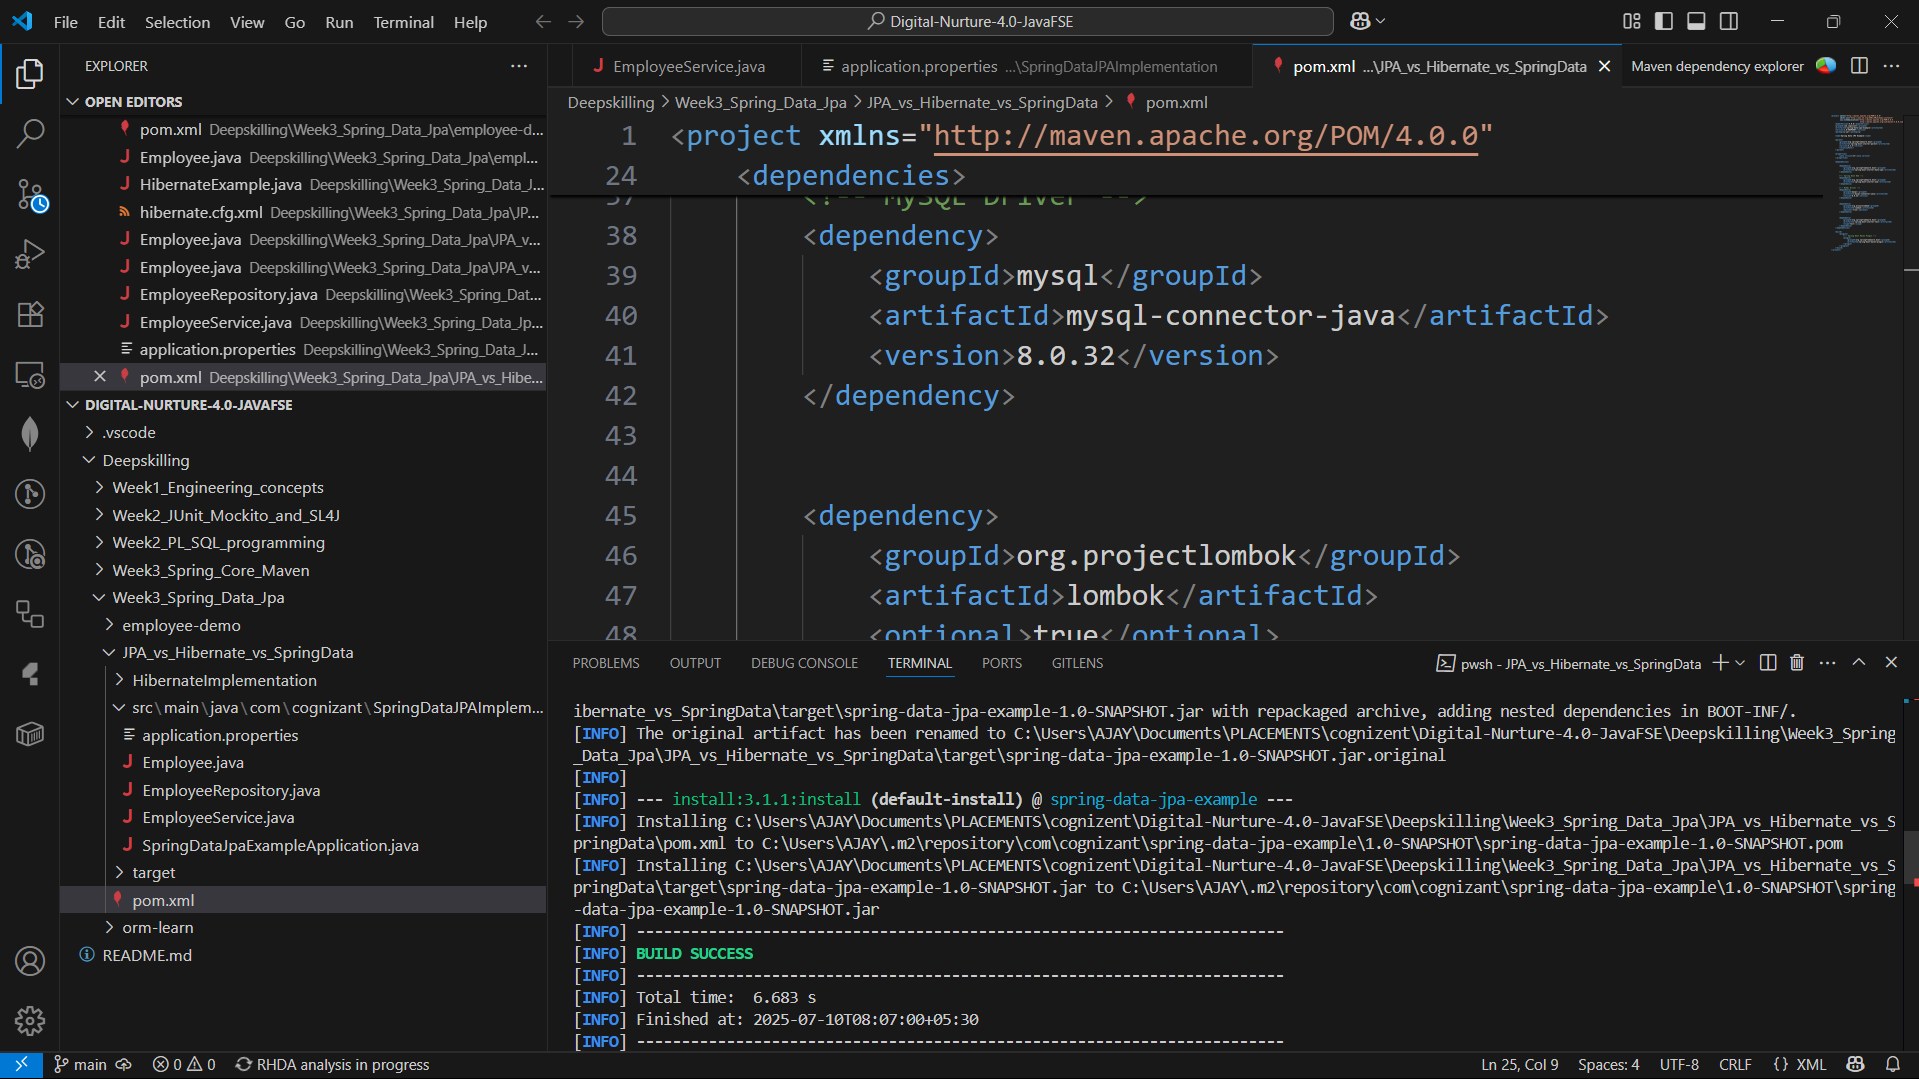 File Edit Selection View Go Run Terminal Help
Digital-Nurture-4.0-JavaFSE
EXPLORER
OPEN EDITORS
pom.xml Deepskilling\Week3_Spring_Data_Jpa\employee-d...
Employee.java Deepskilling\Week3_Spring_Data_Jpa\empl...
HibernateExample.java Deepskilling\Week3_Spring_Data_J...
hibernate.cfg.xml Deepskilling\Week3_Spring_Data_Jpa\JP...
Employee.java Deepskilling\Week3_Spring_Data_Jpa\JPA_v...
Employee.java Deepskilling\Week3_Spring_Data_Jpa\JPA_v...
EmployeeRepository.java Deepskilling\Week3_Spring_Dat...
EmployeeService.java Deepskilling\Week3_Spring_Data_Jp...
application.properties Deepskilling\Week3_Spring_Data_J...
pom.xml Deepskilling\Week3_Spring_Data_Jpa\JPA_vs_Hibe...
DIGITAL-NURTURE-4.0-JAVAFSE
.vscode
Deepskilling
Week1_Engineering_concepts
Week2_JUnit_Mockito_and_SL4J
Week2_PL_SQL_programming
Week3_Spring_Core_Maven
Week3_Spring_Data_Jpa
employee-demo
JPA_vs_Hibernate_vs_SpringData
HibernateImplementation
src\main\java\com\cognizant\SpringDataJPAImplem...
application.properties
Employee.java
EmployeeRepository.java
EmployeeService.java
SpringDataJpaExampleApplication.java
target
pom.xml
orm-learn
README.md
EmployeeService.java
application.properties ...\SpringDataJPAImplementation
pom.xml ...\JPA_vs_Hibernate_vs_SpringData
Maven dependency explorer
Deepskilling > Week3_Spring_Data_Jpa > JPA_vs_Hibernate_vs_SpringData > pom.xml
1 <project xmlns="http://maven.apache.org/POM/4.0.0"
24 <dependencies>
37 <!-- MySQL Driver -->
38 <dependency>
39 <groupId>mysql</groupId>
40 <artifactId>mysql-connector-java</artifactId>
41 <version>8.0.32</version>
42 </dependency>
43
44
45 <dependency>
46 <groupId>org.projectlombok</groupId>
47 <artifactId>lombok</artifactId>
48 <optional>true</optional>
PROBLEMS OUTPUT DEBUG CONSOLE TERMINAL PORTS GITLENS
pwsh - JPA_vs_Hibernate_vs_SpringData
ibernate_vs_SpringData\target\spring-data-jpa-example-1.0-SNAPSHOT.jar with repackaged archive, adding nested dependencies in BOOT-INF/.
[INFO] The original artifact has been renamed to C:\Users\AJAY\Documents\PLACEMENTS\cognizent\Digital-Nurture-4.0-JavaFSE\Deepskilling\Week3_Spring
_Data_Jpa\JPA_vs_Hibernate_vs_SpringData\target\spring-data-jpa-example-1.0-SNAPSHOT.jar.original
[INFO]
[INFO] --- install:3.1.1:install (default-install) @ spring-data-jpa-example ---
[INFO] Installing C:\Users\AJAY\Documents\PLACEMENTS\cognizent\Digital-Nurture-4.0-JavaFSE\Deepskilling\Week3_Spring_Data_Jpa\JPA_vs_Hibernate_vs_S
pringData\pom.xml to C:\Users\AJAY\.m2\repository\com\cognizant\spring-data-jpa-example\1.0-SNAPSHOT\spring-data-jpa-example-1.0-SNAPSHOT.pom
[INFO] Installing C:\Users\AJAY\Documents\PLACEMENTS\cognizent\Digital-Nurture-4.0-JavaFSE\Deepskilling\Week3_Spring_Data_Jpa\JPA_vs_Hibernate_vs_S
pringData\target\spring-data-jpa-example-1.0-SNAPSHOT.jar to C:\Users\AJAY\.m2\repository\com\cognizant\spring-data-jpa-example\1.0-SNAPSHOT\spring
-data-jpa-example-1.0-SNAPSHOT.jar
[INFO] ------------------------------------------------------------------------
[INFO] BUILD SUCCESS
[INFO] ------------------------------------------------------------------------
[INFO] Total time:  6.683 s
[INFO] Finished at: 2025-07-10T08:07:00+05:30
[INFO] ------------------------------------------------------------------------
main 0 0 RHDA analysis in progress
Ln 25, Col 9 Spaces: 4 UTF-8 CRLF {} XML